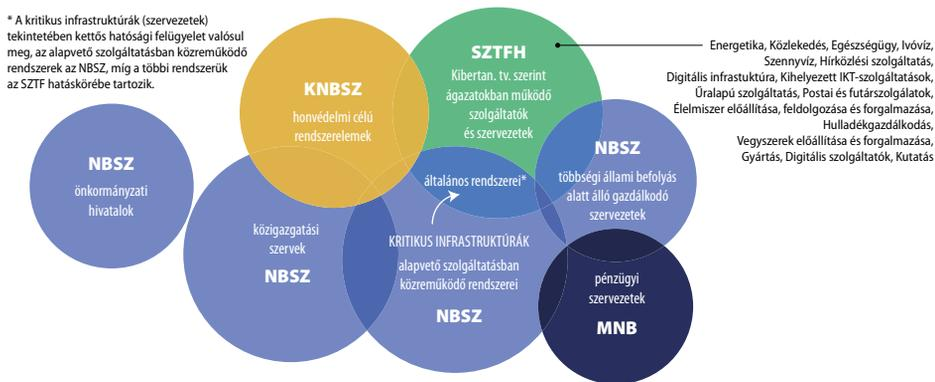 * A kritikus infrastruktúrák (szervezetek)
tekintetében kettős hatósági felügyelet valósul
meg, az alapvető szolgáltatásban közreműködő
rendszerek az NBSZ, míg a többi rendszerük
az SZTF hatáskörébe tartozik.
NBSZ
önkormányzati
hivatalok
KNBSZ
honvédelmi célú
rendszerelemek
SZTFH
Kibertan. tv. szerint
ágazatokban működő
szolgáltatók
és szervezetek
Energetika, Közlekedés, Egészségügy, Ivóvíz,
Szennyvíz, Hírközlési szolgáltatás,
Digitális infrastuktúra, Kihelyezett IKT-szolgáltatások,
Űralapú szolgáltatás, Postai és futárszolgálatok,
Élelmiszer előállítása, feldolgozása és forgalmazása,
Hulladékgazdálkodás,
Vegyszerek előállítása és forgalmazása,
Gyártás, Digitális szolgáltatók, Kutatás
NBSZ
többségi állami befolyás
alatt álló gazdálkodó
szervezetek
általános rendszerei*
közigazgatási
szervek
NBSZ
KRITIKUS INFRASTRUKTÚRÁK
alapvető szolgáltatásban
közreműködő rendszerei
NBSZ
pénzügyi
szervezetek
MNB